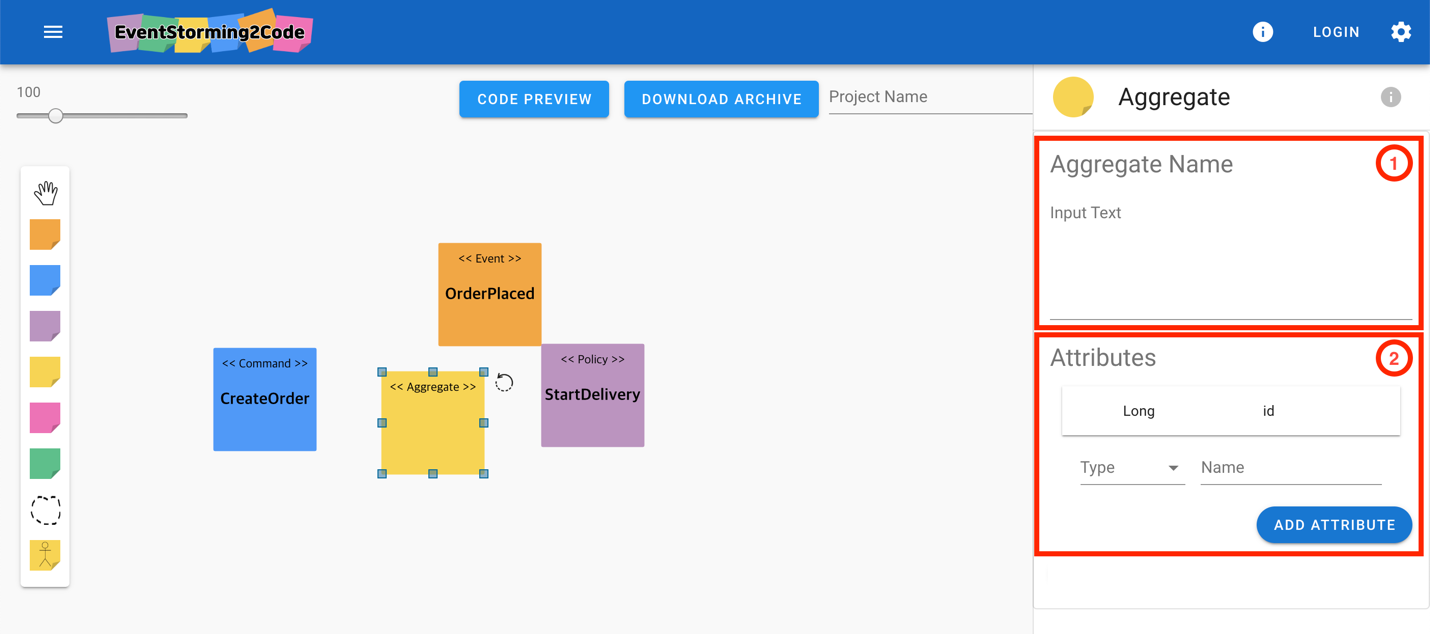 EventStorming2Code
LOGIN
100
CODE PREVIEW
DOWNLOAD ARCHIVE
Project Name
Aggregate
Aggregate Name
1
Input Text
<< Event >>
OrderPlaced
<< Command >>
CreateOrder
<< Aggregate >>
<< Policy >>
StartDelivery
Attributes
2
Long id
Type Name
ADD ATTRIBUTE